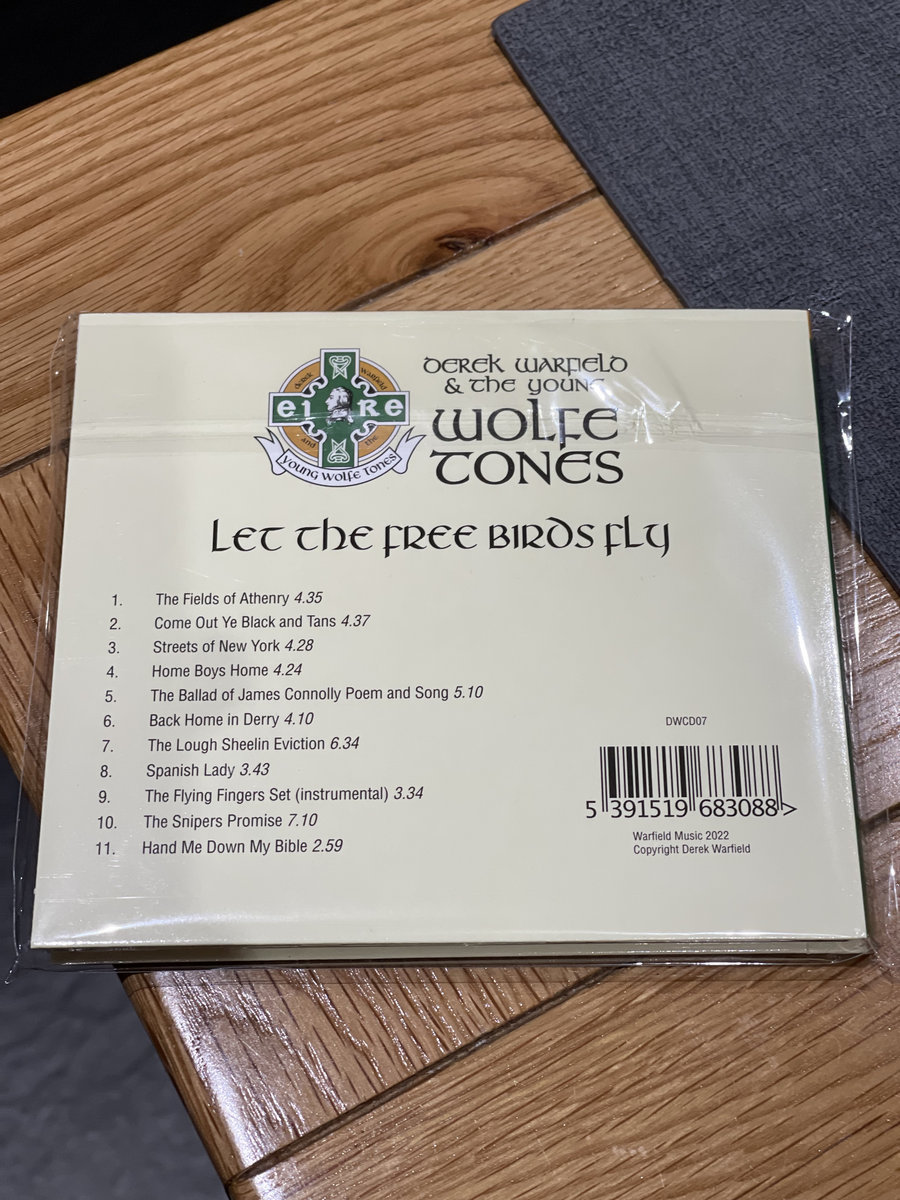 derek warfield
eiRe
and the
YOUNG WOLFE TONES
DEREK WARFIELD
& THE YOUNG
WOLFE
TONES
LET THE FREE BIRDS FLY
1. The Fields of Athenry 4.35
2. Come Out Ye Black and Tans 4.37
3. Streets of New York 4.28
4. Home Boys Home 4.24
5. The Ballad of James Connolly Poem and Song 5.10
6. Back Home in Derry 4.10
7. The Lough Sheelin Eviction 6.34
8. Spanish Lady 3.43
9. The Flying Fingers Set (instrumental) 3.34
10. The Snipers Promise 7.10
11. Hand Me Down My Bible 2.59
DWCD07
5 391519 683088 >
Warfield Music 2022
Copyright Derek Warfield